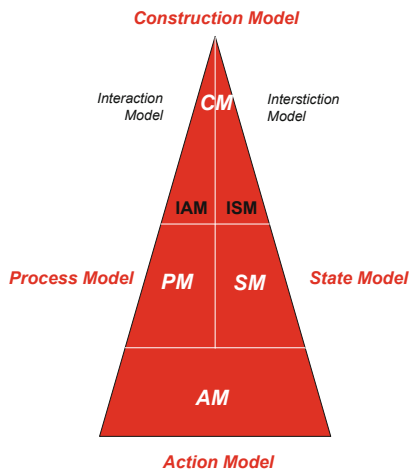 Construction Model
Interaction
Model
CM
Interstiction
Model
IAM
ISM
Process Model
PM
SM
State Model
AM
Action Model